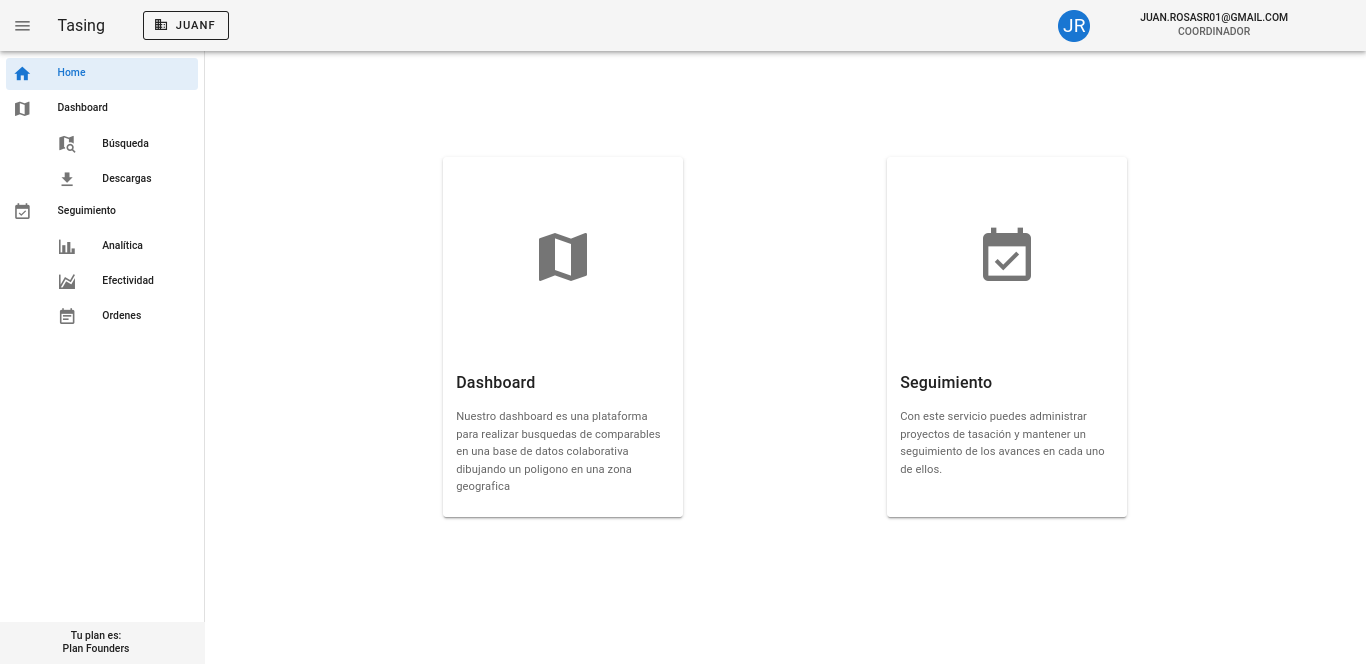 Tasing
JUANF
JR
JUAN.ROSASR01@GMAIL.COM
COORDINADOR
Home
Dashboard
Búsqueda
Descargas
Seguimiento
Analítica
Efectividad
Ordenes
Dashboard
Nuestro dashboard es una plataforma
para realizar busquedas de comparables
en una base de datos colaborativa
dibujando un poligono en una zona
geografica
Seguimiento
Con este servicio puedes administrar
proyectos de tasación y mantener un
seguimiento de los avances en cada uno
de ellos.
Tu plan es:
Plan Founders